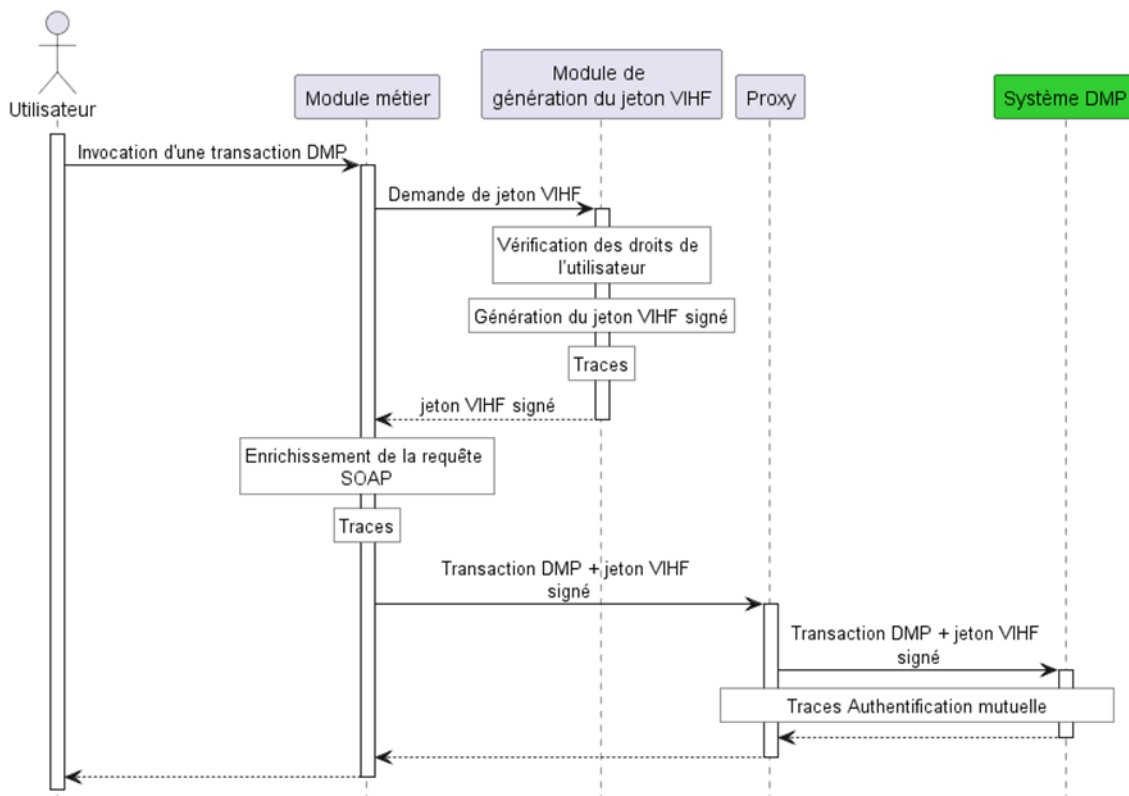 Utilisateur
Module métier
Module de
génération du jeton VIHF
Proxy
Système DMP
Invocation d'une transaction DMP
Demande de jeton VIHF
Vérification des droits de
l'utilisateur
Génération du jeton VIHF signé
Traces
jeton VIHF signé
Enrichissement de la requête
SOAP
Traces
Transaction DMP + jeton VIHF
signé
Transaction DMP + jeton VIHF
signé
Traces Authentification mutuelle